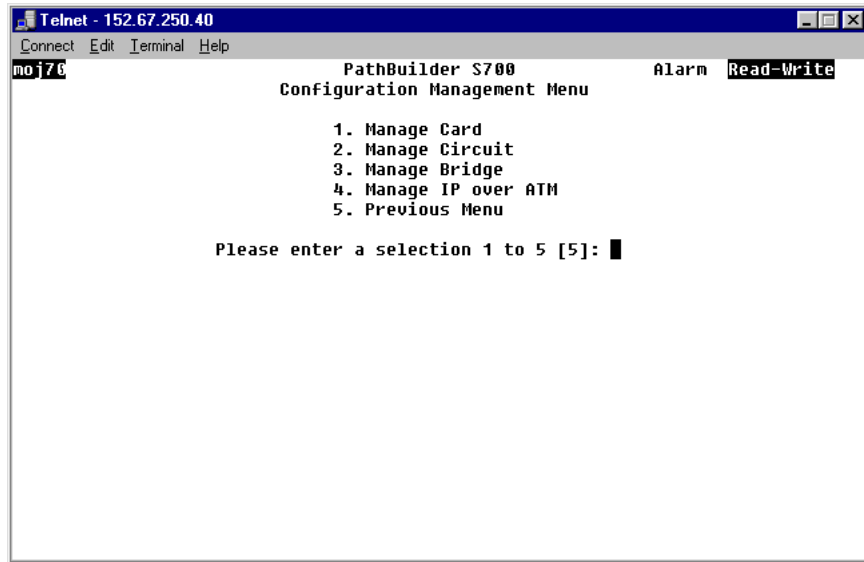 Telnet - 152.67.250.40
Connect Edit Terminal Help
moj70 PathBuilder S700 Alarm Read-Write
Configuration Management Menu
1. Manage Card
2. Manage Circuit
3. Manage Bridge
4. Manage IP over ATM
5. Previous Menu
Please enter a selection 1 to 5 [5]: